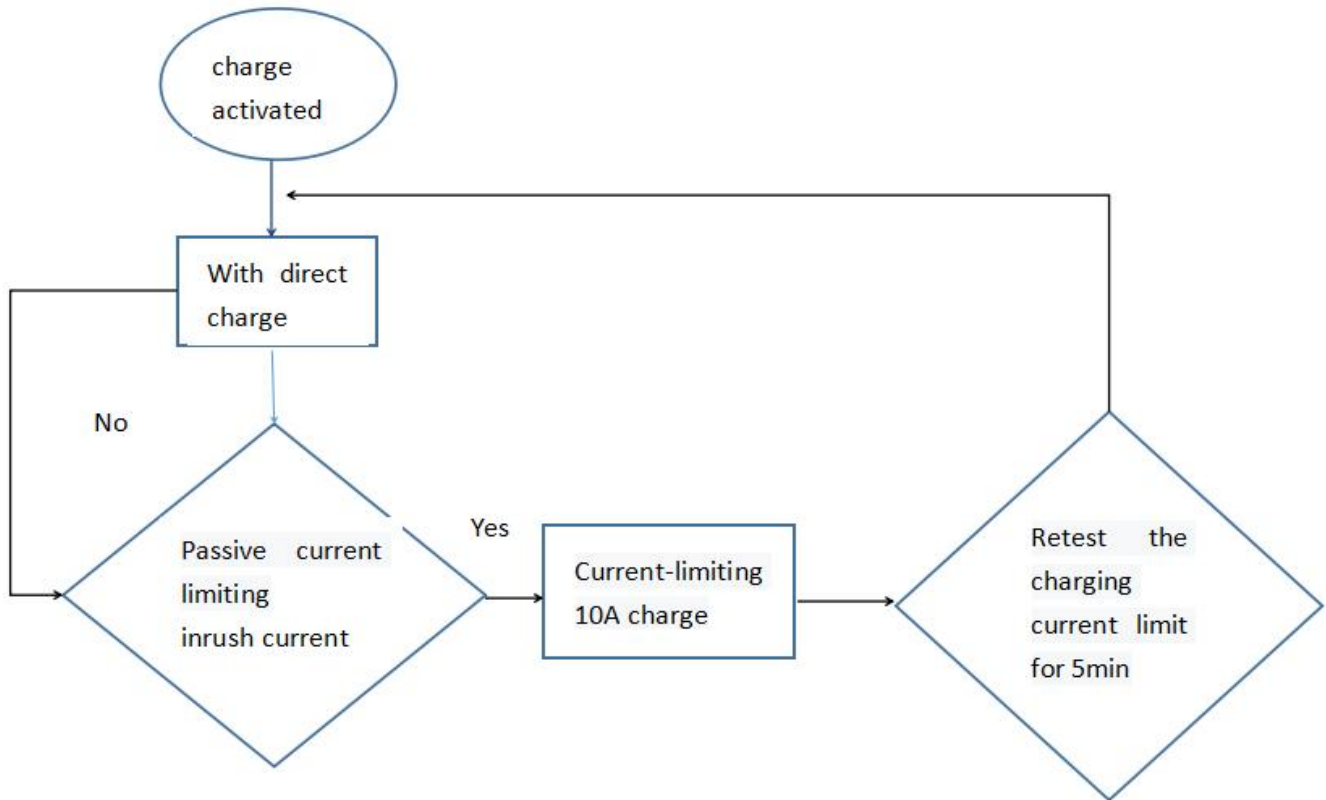 charge
activated
With direct
charge
No
Yes
Passive current
limiting
inrush current
Current-limiting
10A charge
Retest the
charging
current limit
for 5min